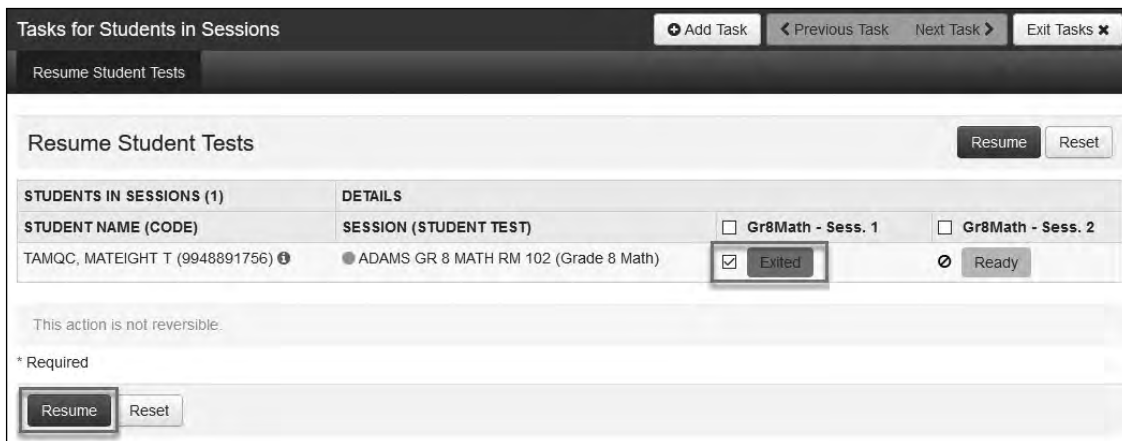 Tasks for Students in Sessions Add Task Previous Task Next Task Exit Tasks
Resume Student Tests
Resume Student Tests Resume Reset
STUDENTS IN SESSIONS (1) DETAILS
STUDENT NAME (CODE) SESSION (STUDENT TEST) Gr8Math - Sess. 1 Gr8Math - Sess. 2
TAMQC, MATEIGHT T (9948891756) ADAMS GR 8 MATH RM 102 (Grade 8 Math) Exited Ready
This action is not reversible.
* Required
Resume Reset